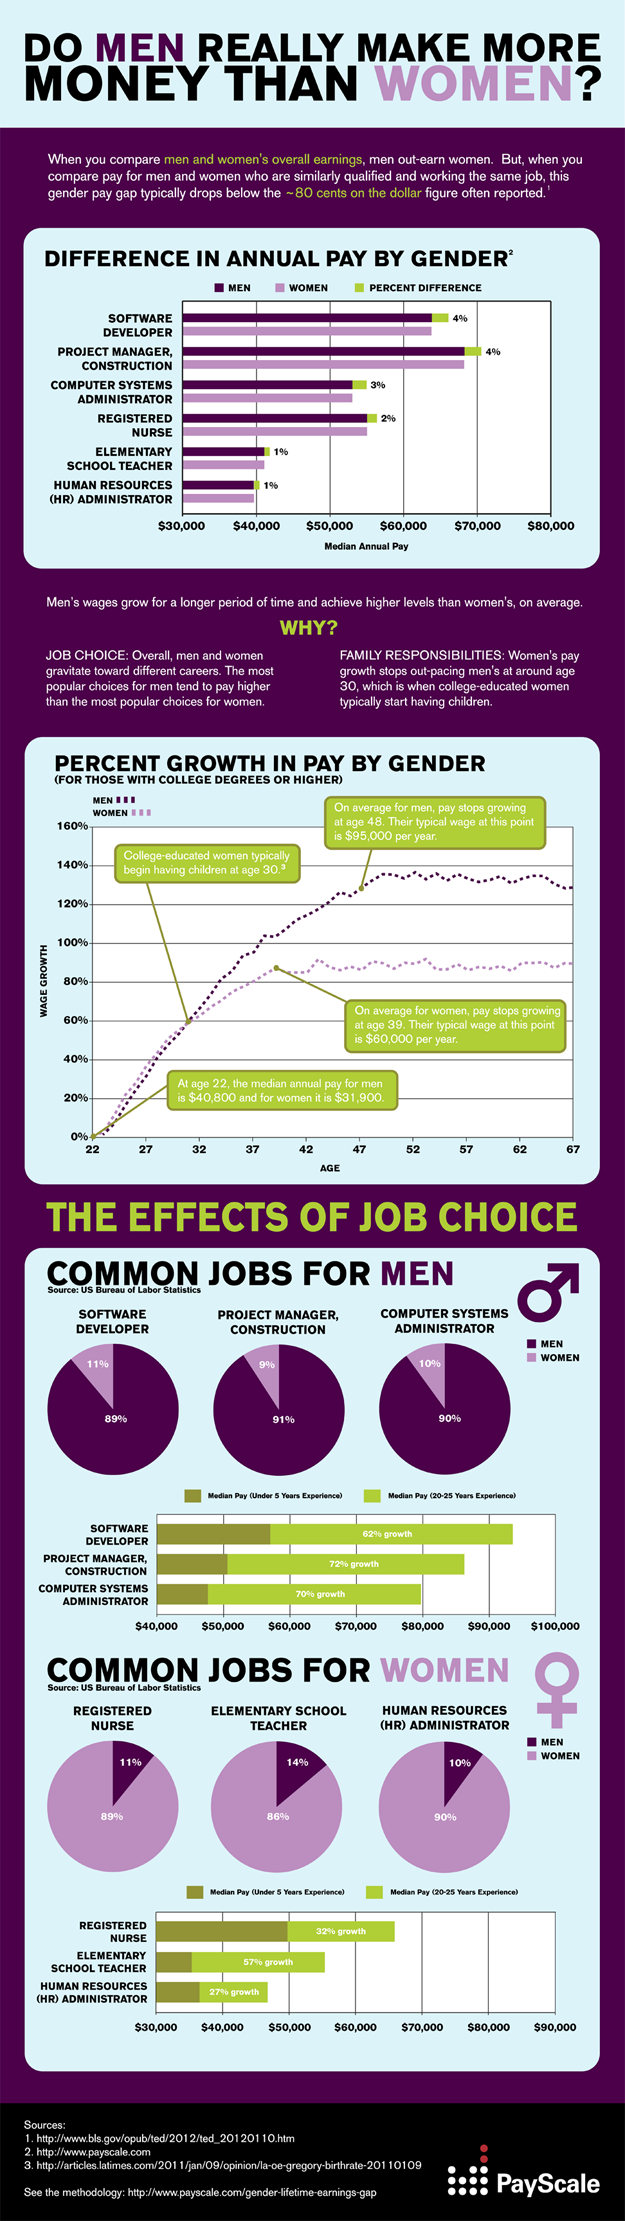 DO MEN REALLY MAKE MORE
MONEY THAN WOMEN?
When you compare men and women's overall earnings, men out-earn women. But, when you
compare pay for men and women who are similarly qualified and working the same job, this
gender pay gap typically drops below the ~80 cents on the dollar figure often reported.¹
DIFFERENCE IN ANNUAL PAY BY GENDER²
MEN WOMEN PERCENT DIFFERENCE
SOFTWARE
DEVELOPER
4%
PROJECT MANAGER,
CONSTRUCTION
4%
COMPUTER SYSTEMS
ADMINISTRATOR
3%
REGISTERED
NURSE
2%
ELEMENTARY
SCHOOL TEACHER
1%
HUMAN RESOURCES
(HR) ADMINISTRATOR
1%
$30,000 $40,000 $50,000 $60,000 $70,000 $80,000
Median Annual Pay
Men's wages grow for a longer period of time and achieve higher levels than women's, on average.
WHY?
JOB CHOICE: Overall, men and women
gravitate toward different careers. The most
popular choices for men tend to pay higher
than the most popular choices for women.
FAMILY RESPONSIBILITIES: Women's pay
growth stops out-pacing men's at around age
30, which is when college-educated women
typically start having children.
PERCENT GROWTH IN PAY BY GENDER
(FOR THOSE WITH COLLEGE DEGREES OR HIGHER)
MEN
WOMEN
On average for men, pay stops growing
at age 48. Their typical wage at this point
is $95,000 per year.
College-educated women typically
begin having children at age 30.³
On average for women, pay stops growing
at age 39. Their typical wage at this point
is $60,000 per year.
At age 22, the median annual pay for men
is $40,800 and for women it is $31,900.
WAGE GROWTH
160%
140%
120%
100%
80%
60%
40%
20%
0%
22 27 32 37 42 47 52 57 62 67
AGE
THE EFFECTS OF JOB CHOICE
COMMON JOBS FOR MEN
Source: US Bureau of Labor Statistics
MEN
WOMEN
SOFTWARE
DEVELOPER
11%
89%
PROJECT MANAGER,
CONSTRUCTION
9%
91%
COMPUTER SYSTEMS
ADMINISTRATOR
10%
90%
Median Pay (Under 5 Years Experience) Median Pay (20-25 Years Experience)
SOFTWARE
DEVELOPER
62% growth
PROJECT MANAGER,
CONSTRUCTION
72% growth
COMPUTER SYSTEMS
ADMINISTRATOR
70% growth
$40,000 $50,000 $60,000 $70,000 $80,000 $90,000 $100,000
COMMON JOBS FOR WOMEN
Source: US Bureau of Labor Statistics
MEN
WOMEN
REGISTERED
NURSE
11%
89%
ELEMENTARY SCHOOL
TEACHER
14%
86%
HUMAN RESOURCES
(HR) ADMINISTRATOR
10%
90%
Median Pay (Under 5 Years Experience) Median Pay (20-25 Years Experience)
REGISTERED
NURSE
32% growth
ELEMENTARY
SCHOOL TEACHER
57% growth
HUMAN RESOURCES
(HR) ADMINISTRATOR
27% growth
$30,000 $40,000 $50,000 $60,000 $70,000 $80,000 $90,000
Sources:
1. http://www.bls.gov/opub/ted/2012/ted_20120110.htm
2. http://www.payscale.com
3. http://articles.latimes.com/2011/jan/09/opinion/la-oe-gregory-birthrate-20110109
See the methodology: http://www.payscale.com/gender-lifetime-earnings-gap
PayScale